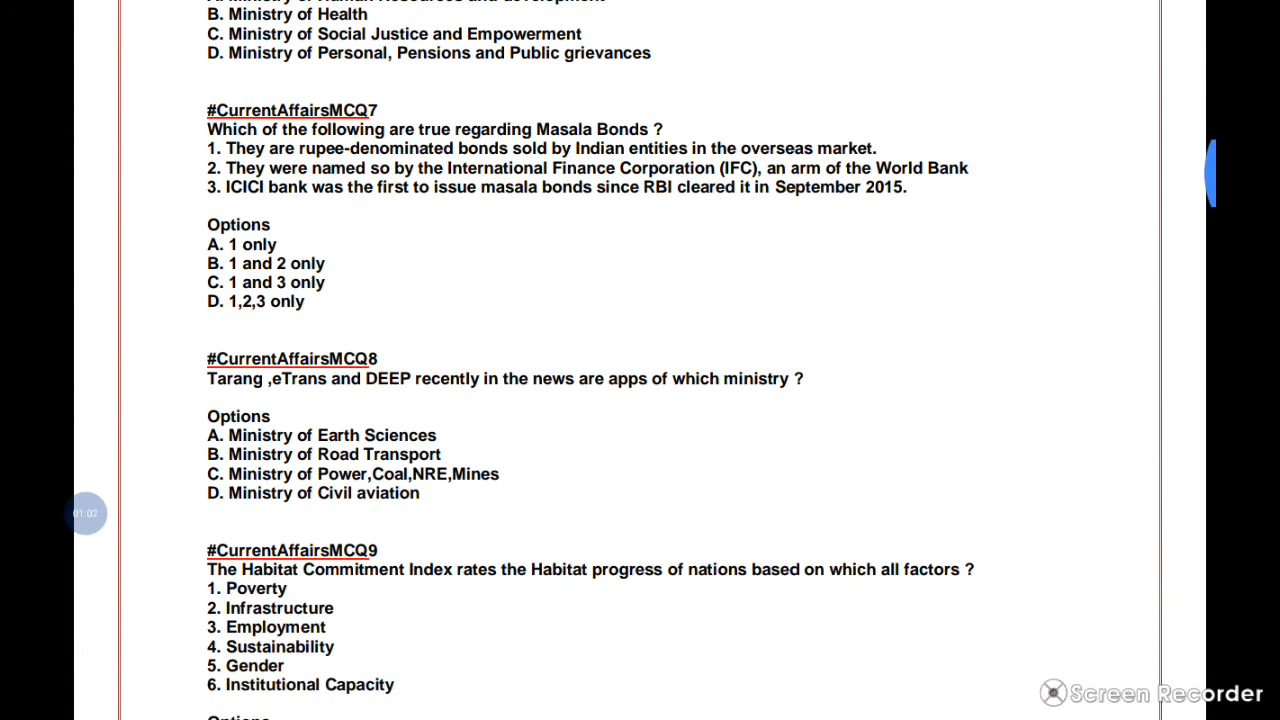 B. Ministry of Health
C. Ministry of Social Justice and Empowerment
D. Ministry of Personal, Pensions and Public grievances
#CurrentAffairsMCQ7
Which of the following are true regarding Masala Bonds ?
1. They are rupee-denominated bonds sold by Indian entities in the overseas market.
2. They were named so by the International Finance Corporation (IFC), an arm of the World Bank
3. ICICI bank was the first to issue masala bonds since RBI cleared it in September 2015.
Options
A. 1 only
B. 1 and 2 only
C. 1 and 3 only
D. 1,2,3 only
#CurrentAffairsMCQ8
Tarang ,eTrans and DEEP recently in the news are apps of which ministry ?
Options
A. Ministry of Earth Sciences
B. Ministry of Road Transport
C. Ministry of Power,Coal,NRE,Mines
D. Ministry of Civil aviation
01:02
#CurrentAffairsMCQ9
The Habitat Commitment Index rates the Habitat progress of nations based on which all factors ?
1. Poverty
2. Infrastructure
3. Employment
4. Sustainability
5. Gender
6. Institutional Capacity
Screen Recorder